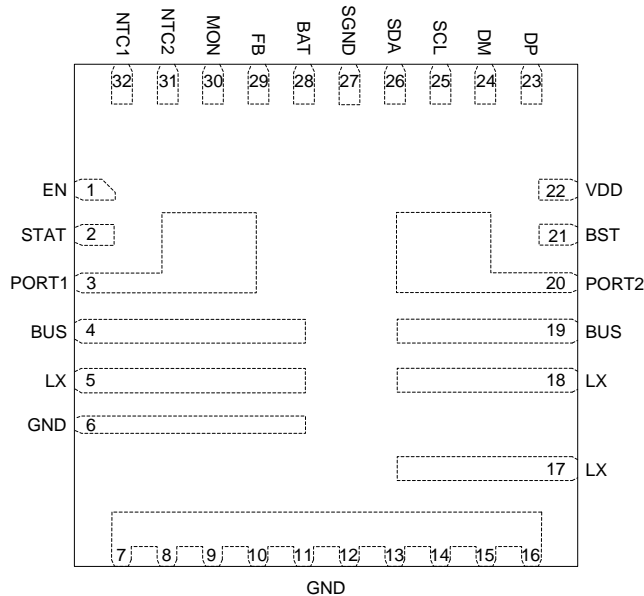 NTC1 NTC2 MON FB BAT SGND SDA SCL DM DP
32 31 30 29 28 27 26 25 24 23
EN 1 22 VDD
STAT 2 21 BST
PORT1 3 20 PORT2
BUS 4 19 BUS
LX 5 18 LX
GND 6
17 LX
7 8 9 10 11 12 13 14 15 16
GND